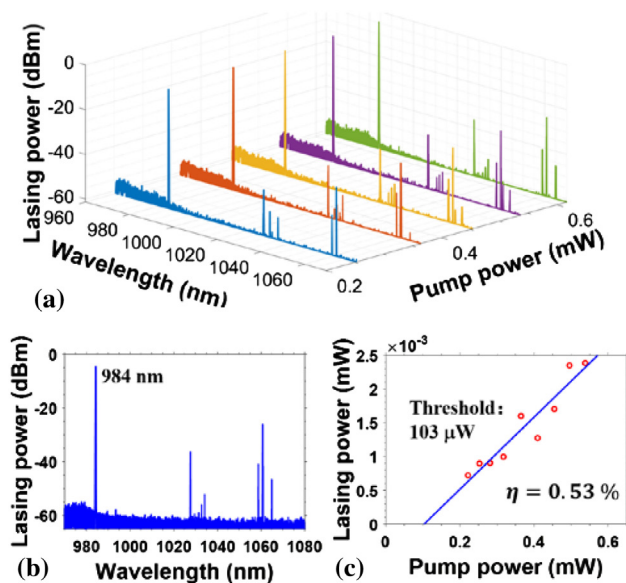 0
-20
-40
-60
Lasing power (dBm)
960
980
1000
1020
1040
1060
Wavelength (nm)
0.2
0.4
0.6
Pump power (mW)
(a)
0
-20
-40
-60
Lasing power (dBm)
984 nm
980 1000 1020 1040 1060 1080
Wavelength (nm)
(b)
×10⁻³
2.5
2
1.5
1
0.5
0
Lasing power (mW)
Threshold:
103 μW
η = 0.53 %
0 0.2 0.4 0.6
Pump power (mW)
(c)